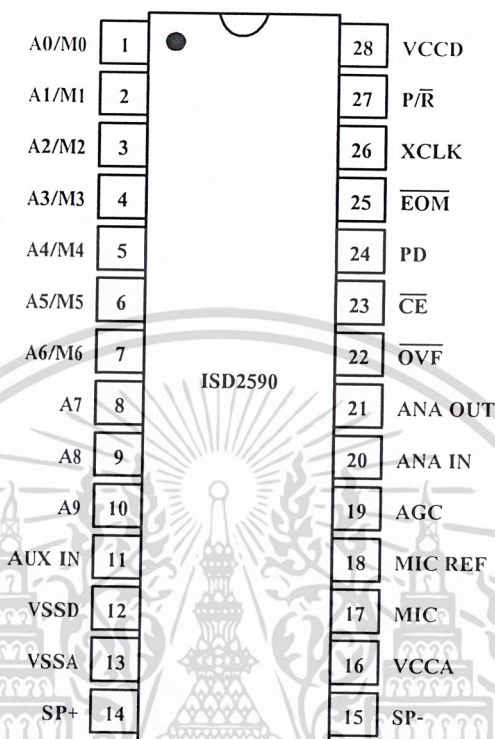 A0/M0 1 28 VCCD
A1/M1 2 27 P/R̅
A2/M2 3 26 XCLK
A3/M3 4 25 E̅O̅M̅
A4/M4 5 24 PD
A5/M5 6 23 C̅E̅
A6/M6 7 22 O̅V̅F̅
ISD2590
A7 8 21 ANA OUT
A8 9 20 ANA IN
A9 10 19 AGC
AUX IN 11 18 MIC REF
VSSD 12 17 MIC
VSSA 13 16 VCCA
SP+ 14 15 SP-